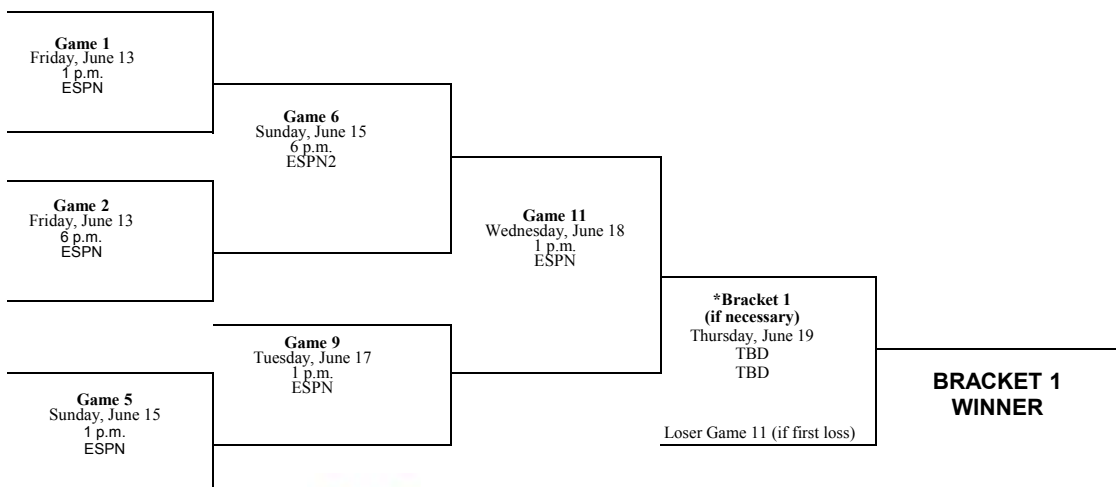 Game 1
Friday, June 13
1 p.m.
ESPN
Game 6
Sunday, June 15
6 p.m.
ESPN2
Game 2
Friday, June 13
6 p.m.
ESPN
Game 11
Wednesday, June 18
1 p.m.
ESPN
*Bracket 1
(if necessary)
Thursday, June 19
TBD
TBD
Game 9
Tuesday, June 17
1 p.m.
ESPN
BRACKET 1
WINNER
Game 5
Sunday, June 15
1 p.m.
ESPN
Loser Game 11 (if first loss)